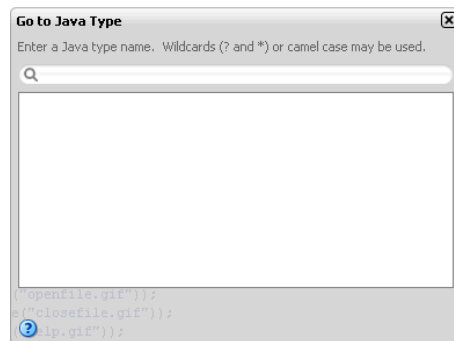 Go to Java Type
Enter a Java type name. Wildcards (? and *) or camel case may be used.
("openfile.gif"));
e("closefile.gif"));
(?elp.gif"));